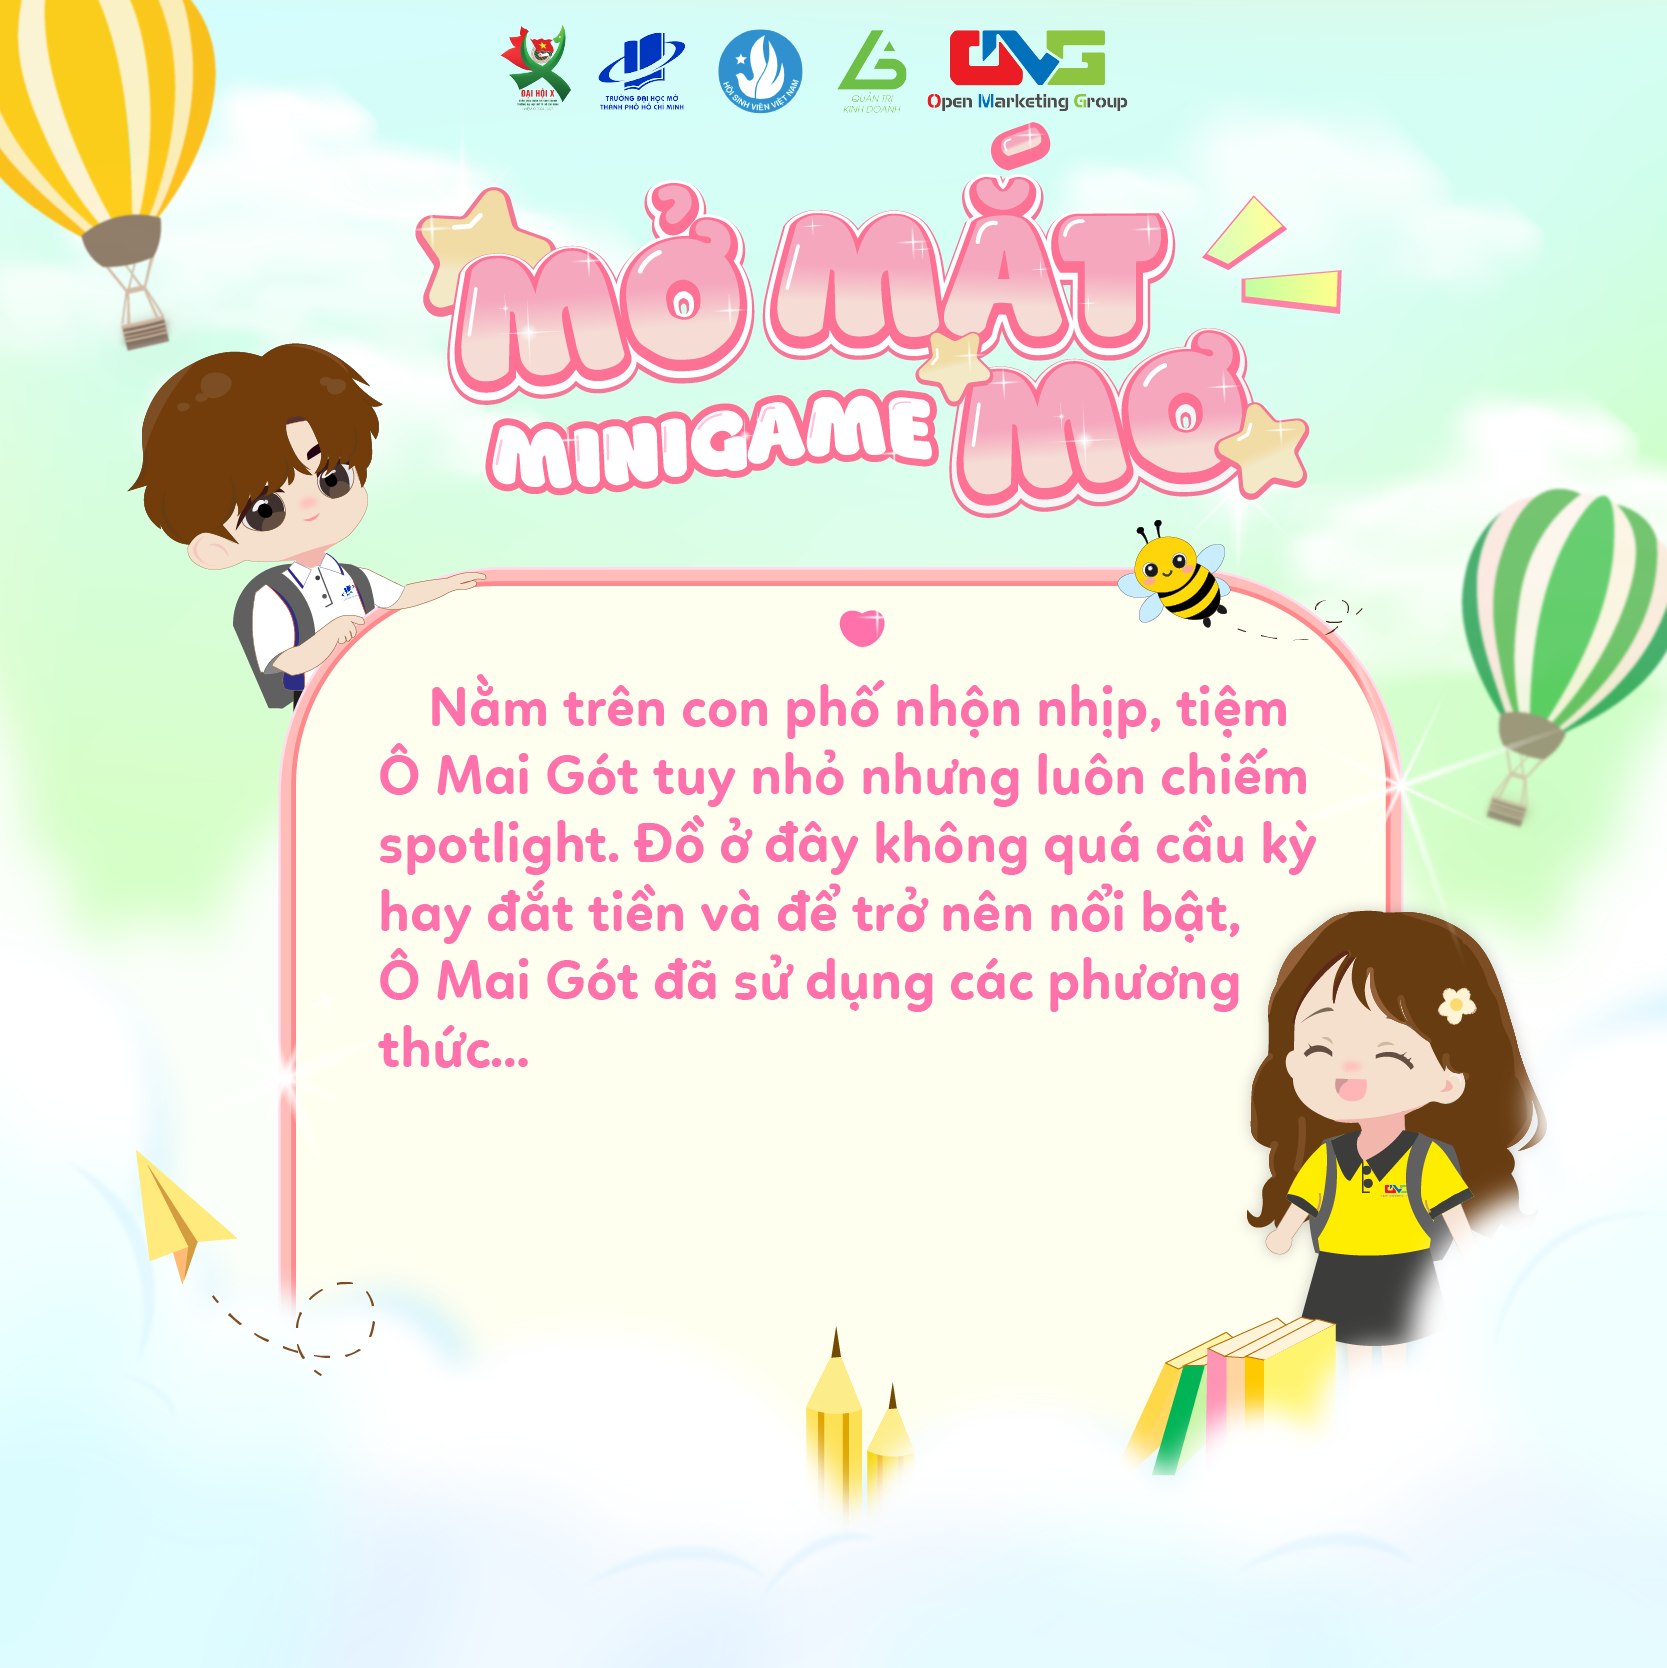 ĐẠI HỘI X
TRƯỜNG ĐẠI HỌC MỞ
THÀNH PHỐ HỒ CHÍ MINH
HỘI SINH VIÊN VIỆT NAM
QUẢN TRỊ
KINH DOANH
OMG
Open Marketing Group
MỞ MẮT
MINIGAME
MƠ
Nằm trên con phố nhộn nhịp, tiệm
Ô Mai Gót tuy nhỏ nhưng luôn chiếm
spotlight. Đồ ở đây không quá cầu kỳ
hay đắt tiền và để trở nên nổi bật,
Ô Mai Gót đã sử dụng các phương
thức...